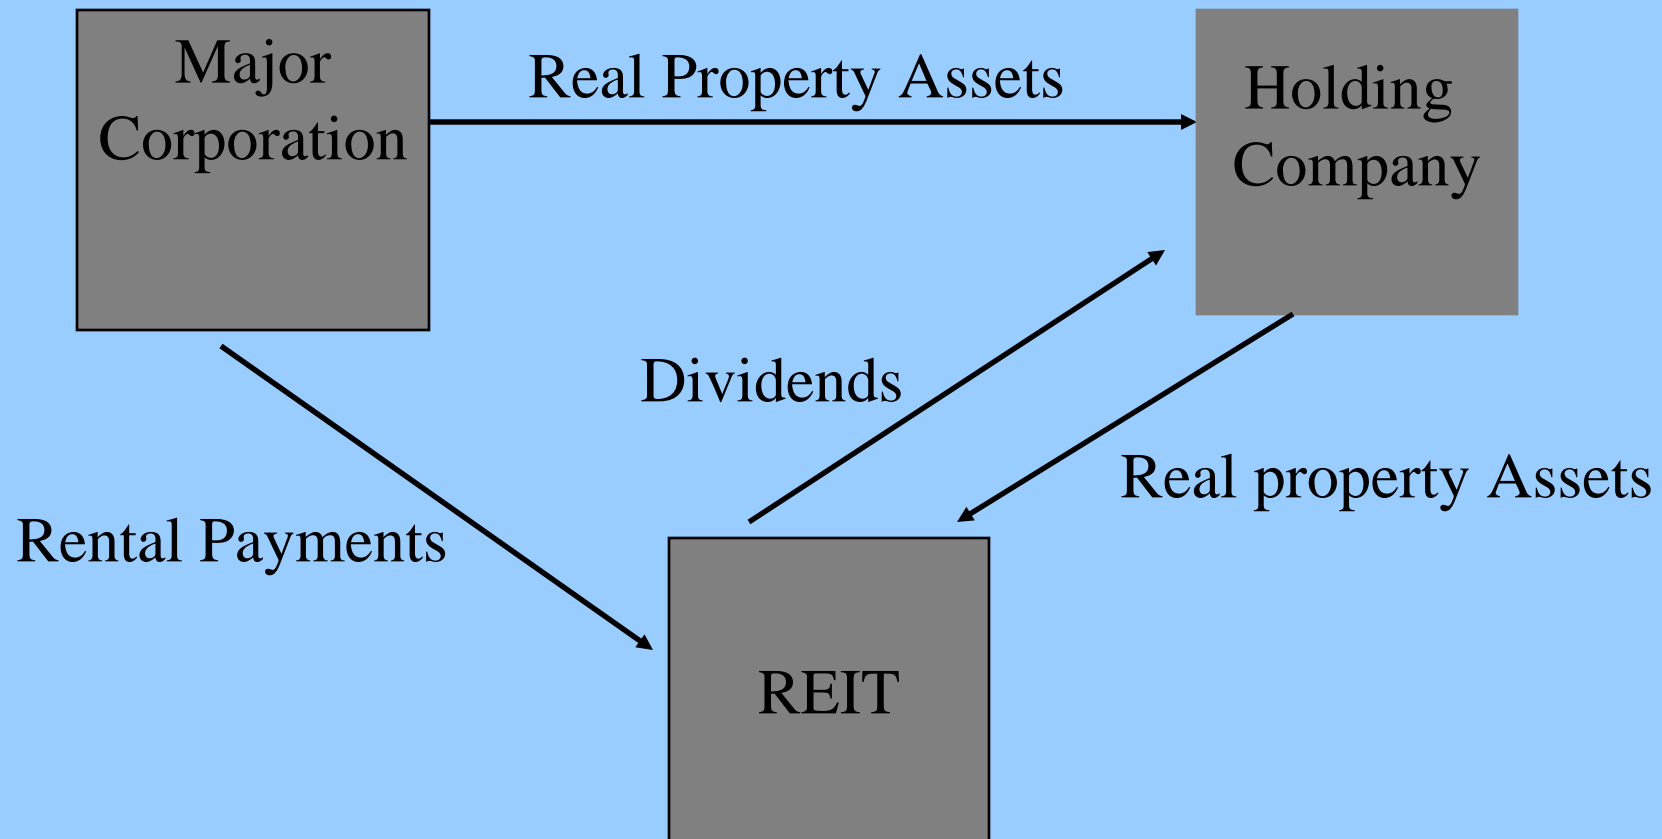 Major
Corporation
Real Property Assets
Holding
Company
Dividends
Real property Assets
Rental Payments
REIT